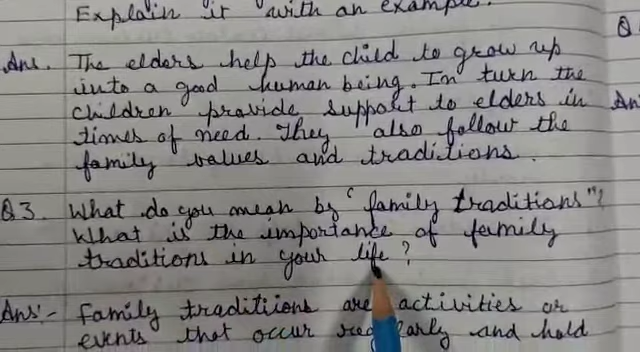 Explain it with an example.
Ans. The elders help the child to grow up
into a good human being. In turn the
children provide support to elders in
times of need. They also follow the
family values and traditions.
Q
An
Q3. What do you mean by "family traditions"?
What is the importance of family
traditions in your life?
Ans:- Family traditions are activities or
events that occur regularly and hold